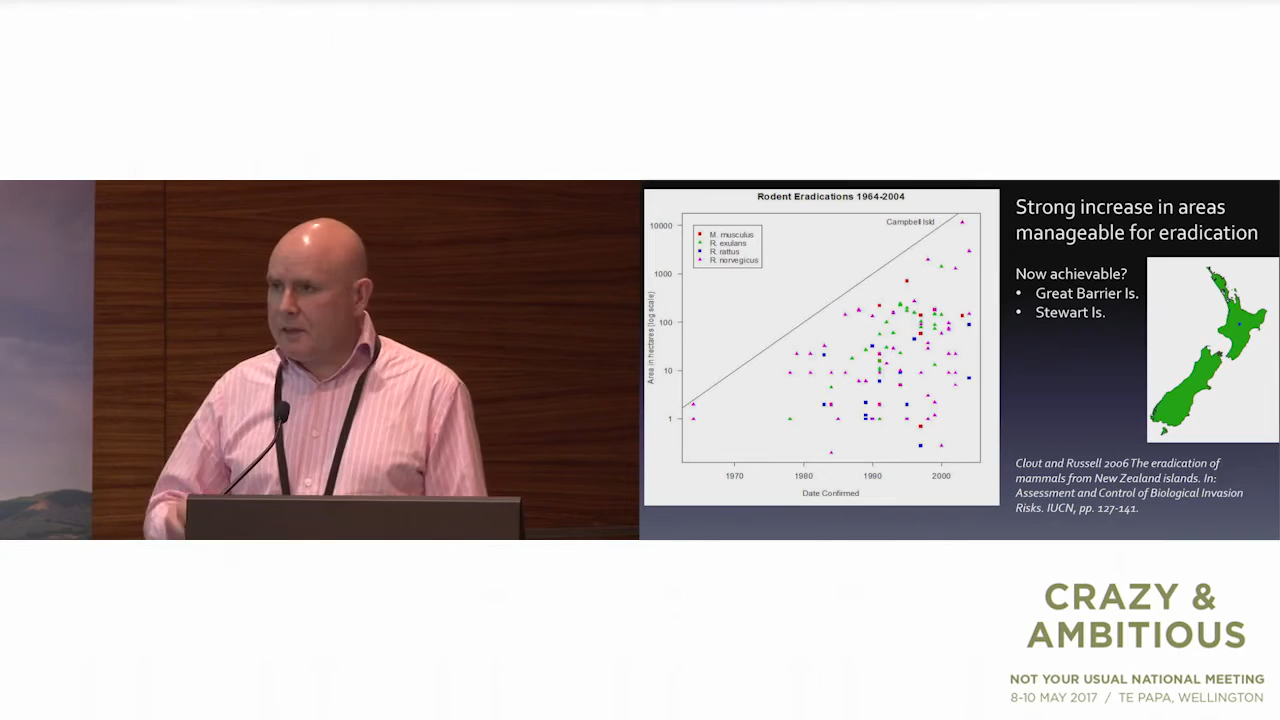 Rodent Eradications 1964-2004
Campbell Isld
M. musculus
R. exulans
R. rattus
R. norvegicus
10000
1000
100
10
1
Area in hectares [log scale]
1970
1980
1990
2000
Date Confirmed
Strong increase in areas
manageable for eradication
Now achievable?
• Great Barrier Is.
• Stewart Is.
Clout and Russell 2006 The eradication of
mammals from New Zealand islands. In:
Assessment and Control of Biological Invasion
Risks. IUCN, pp. 127-141.
CRAZY &
AMBITIOUS
NOT YOUR USUAL NATIONAL MEETING
8-10 MAY 2017 / TE PAPA, WELLINGTON